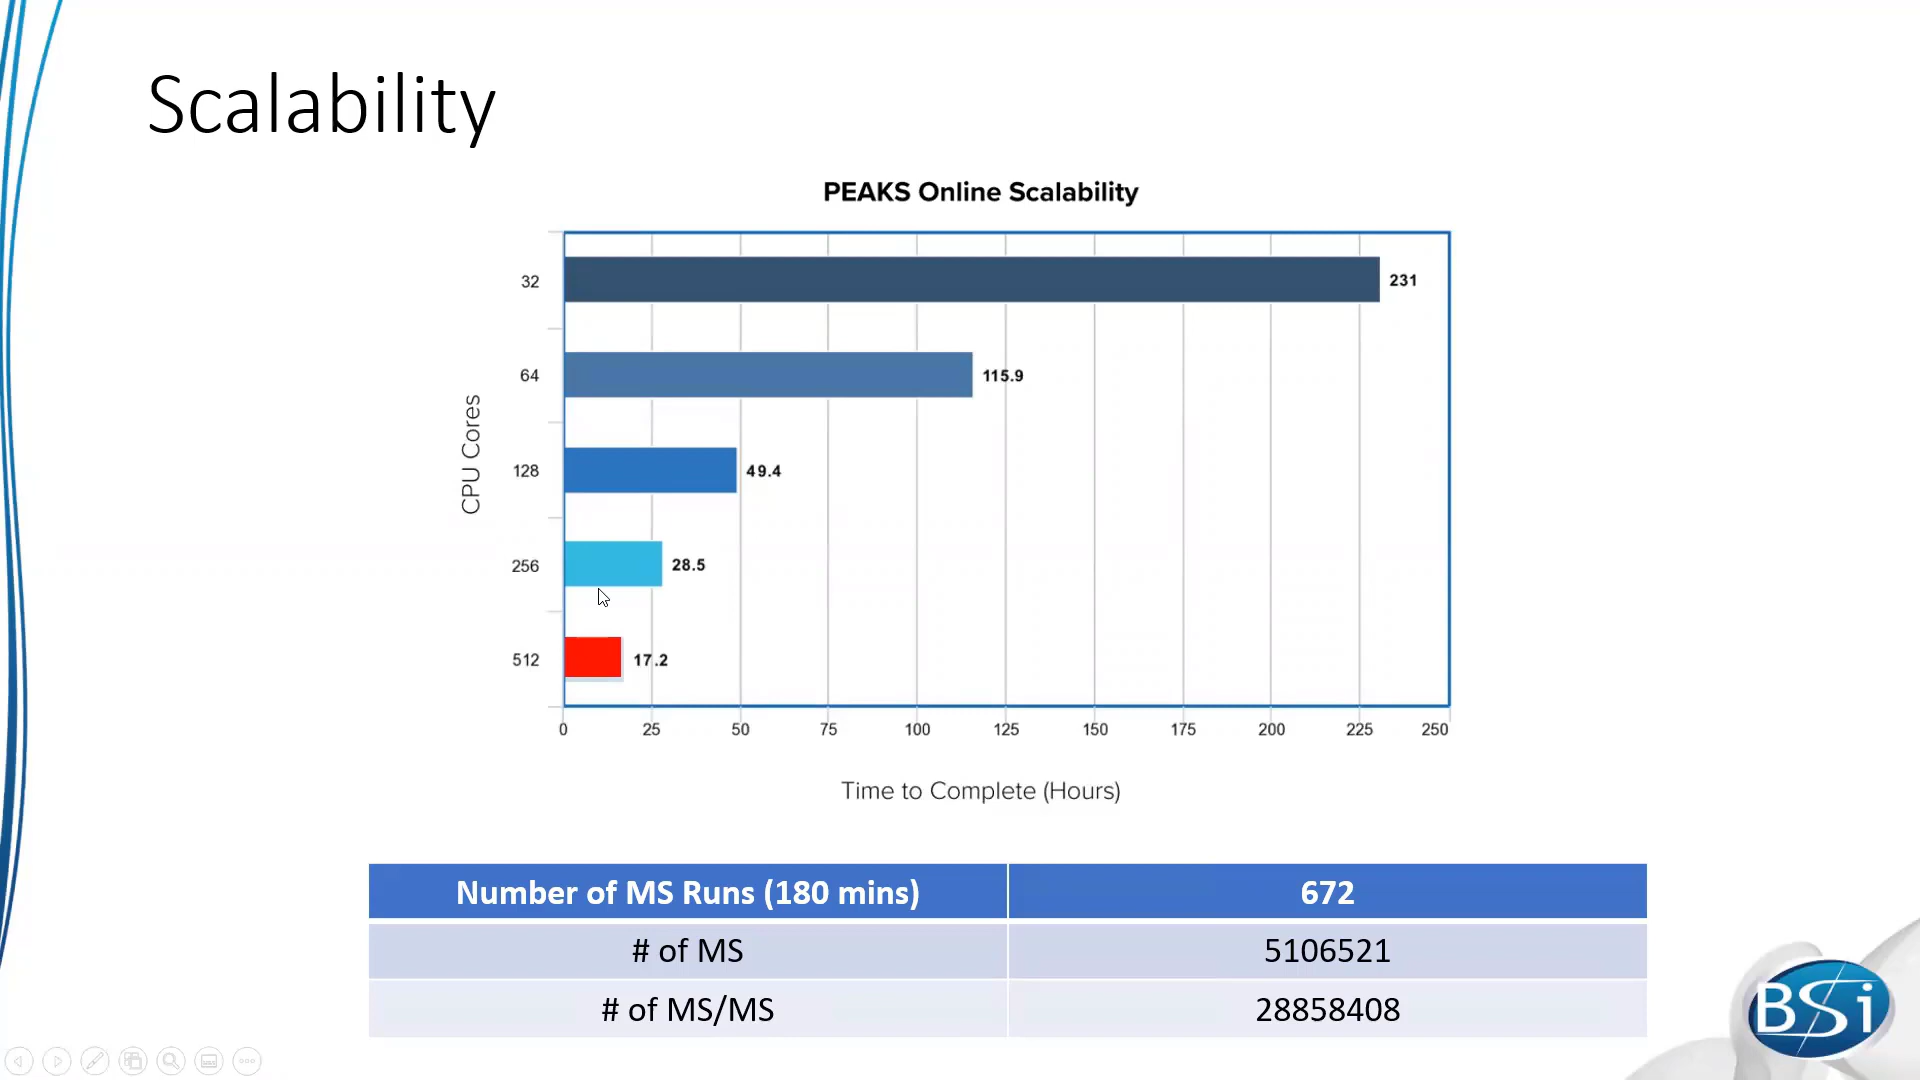 Scalability
PEAKS Online Scalability
CPU Cores
32
231
64
115.9
128
49.4
256
28.5
512
17.2
0 25 50 75 100 125 150 175 200 225 250
Time to Complete (Hours)
Number of MS Runs (180 mins) 672
# of MS 5106521
# of MS/MS 28858408
BSi